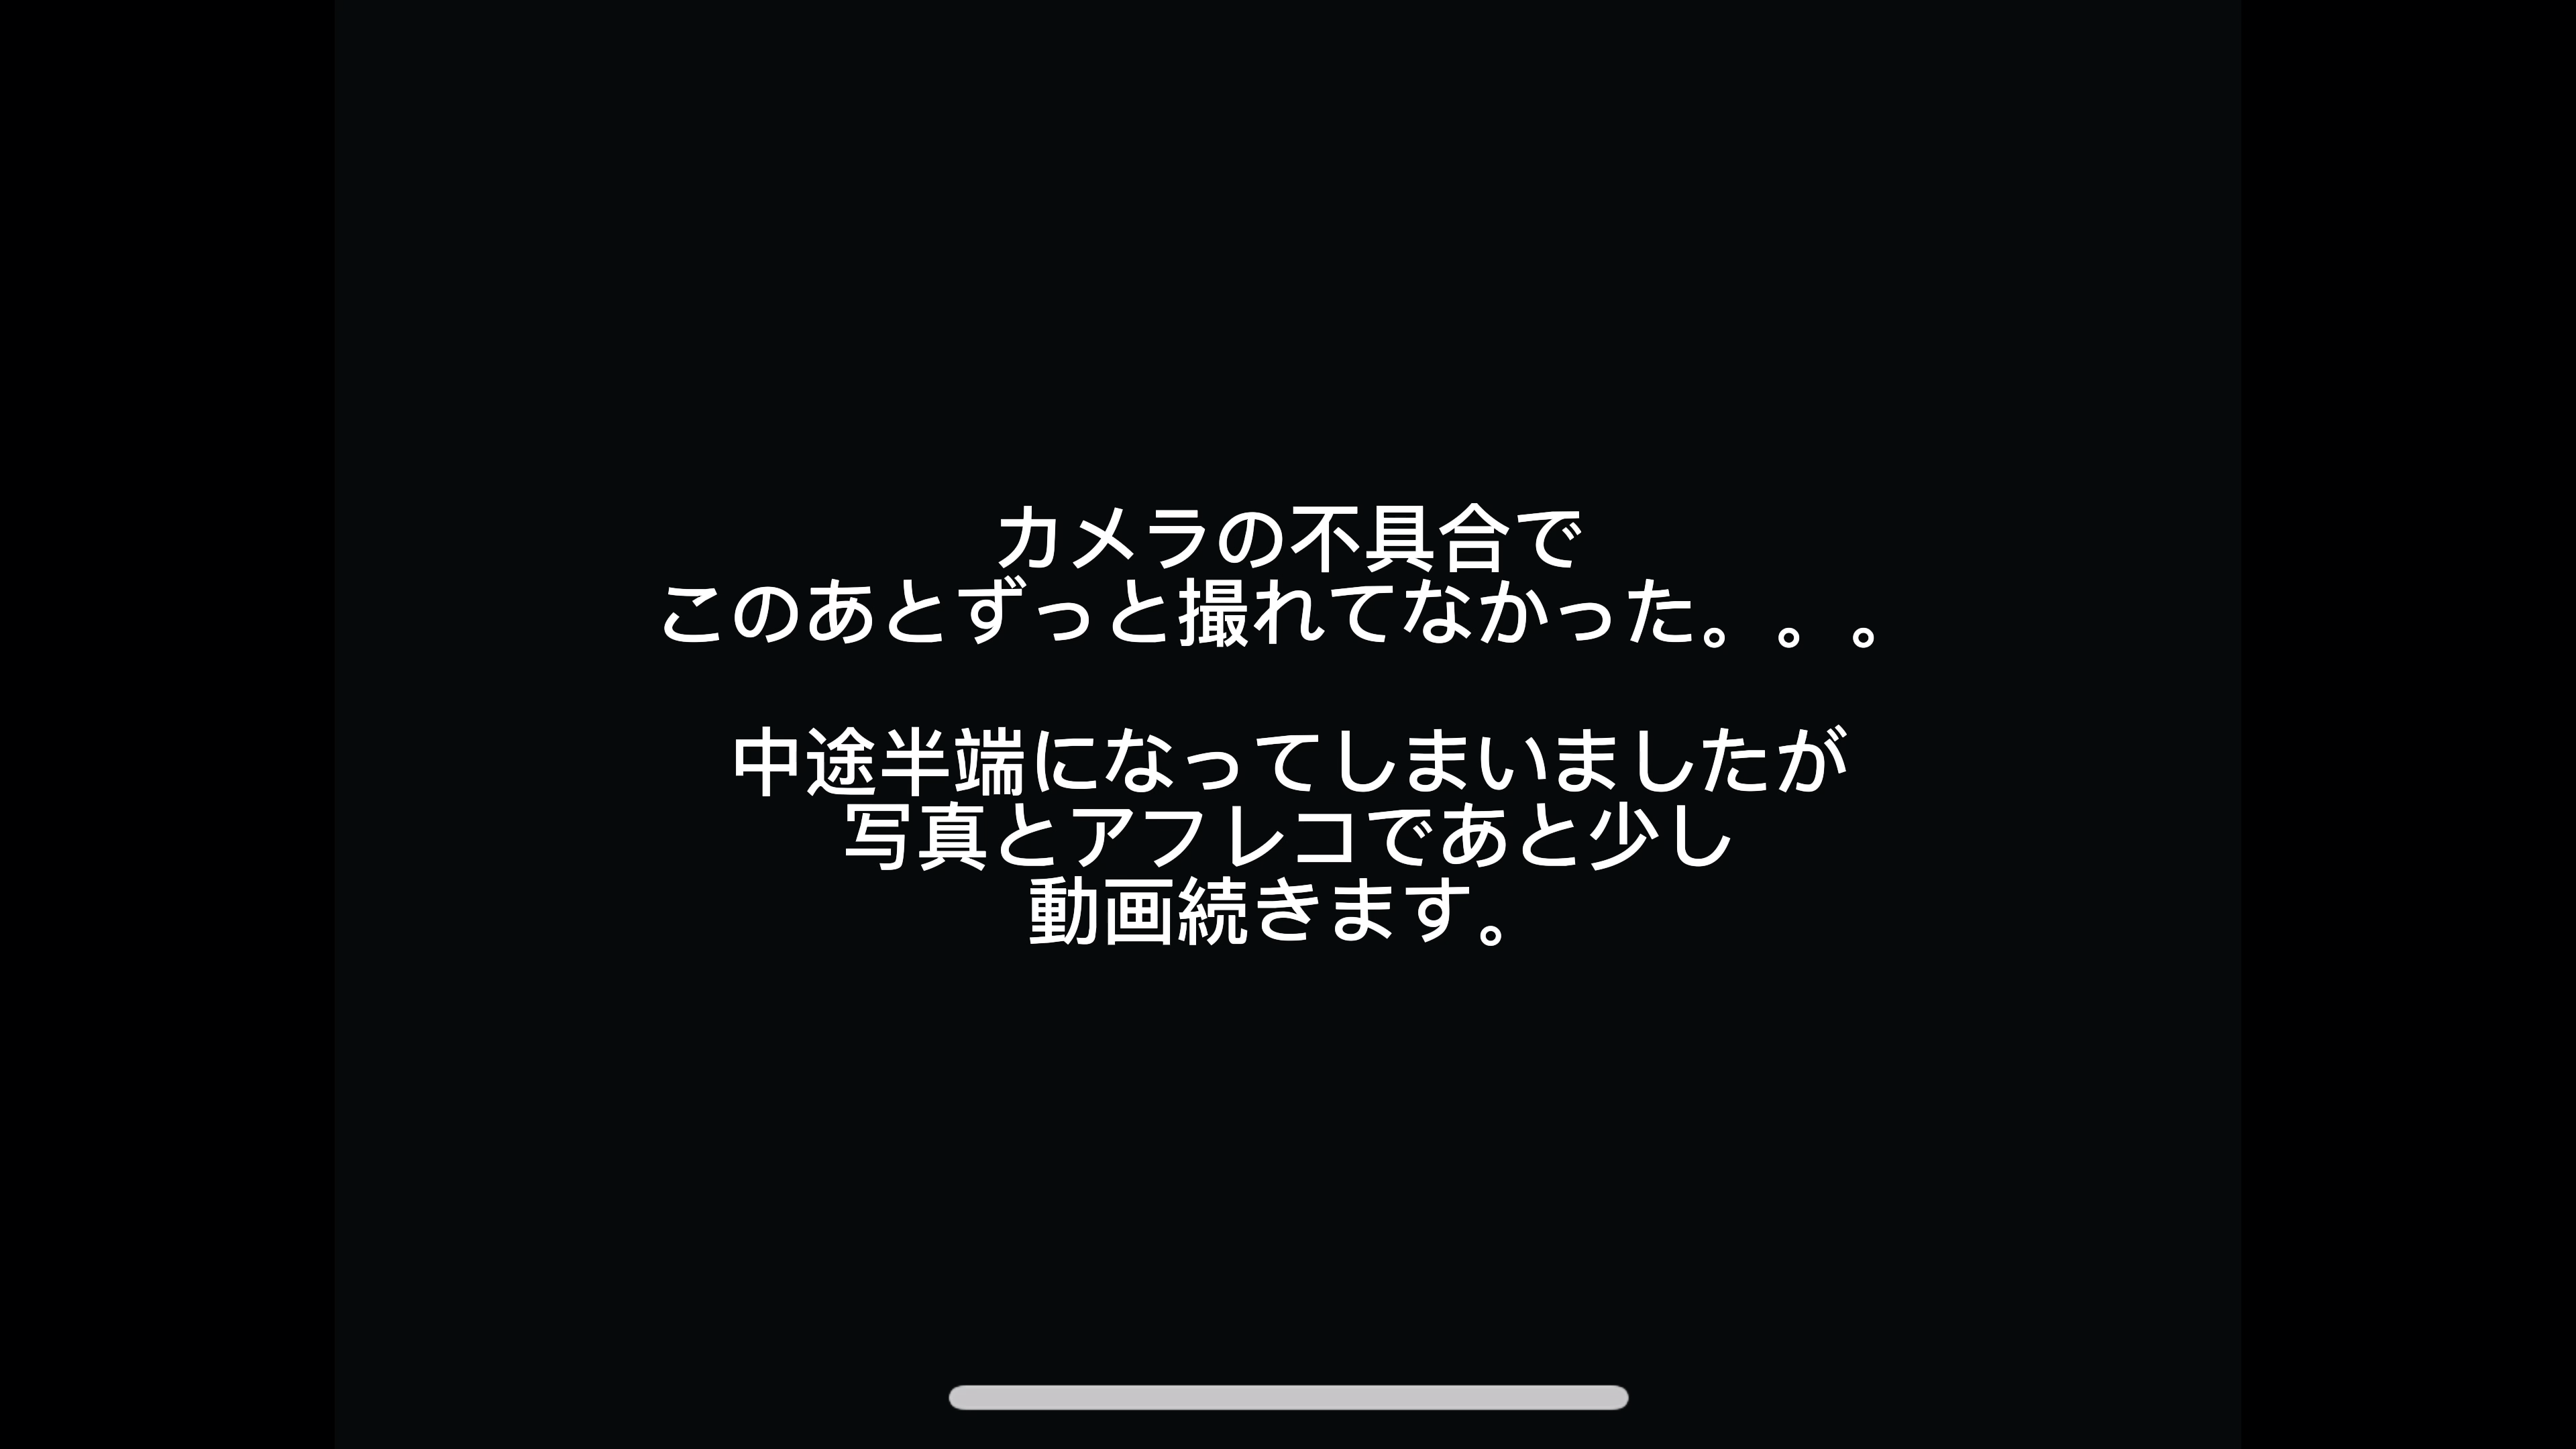 カメラの不具合で
このあとずっと撮れてなかった。。。
中途半端になってしまいましたが
写真とアフレコであと少し
動画続きます。